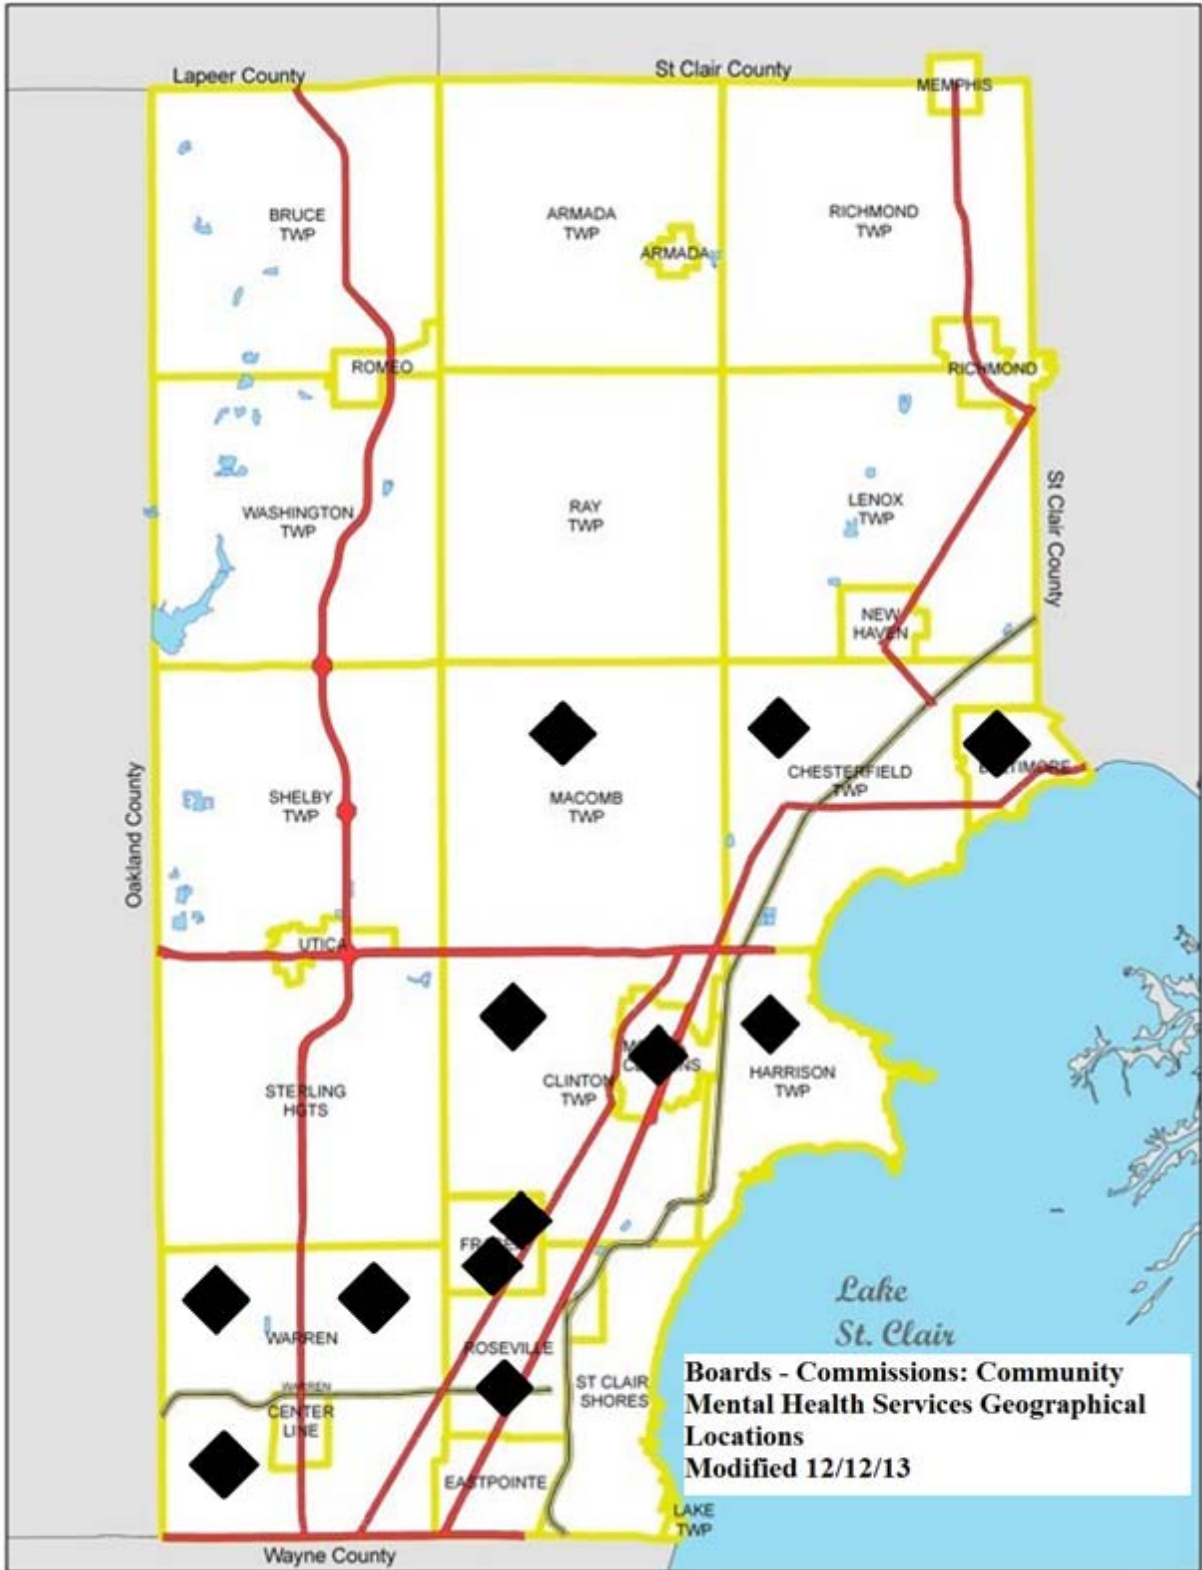 Lapeer County
St Clair County
MEMPHIS
BRUCE
TWP
ARMADA
TWP
ARMADA
RICHMOND
TWP
ROMEO
RICHMOND
WASHINGTON
TWP
RAY
TWP
LENOX
TWP
St Clair County
NEW
HAVEN
Oakland County
SHELBY
TWP
MACOMB
TWP
CHESTERFIELD
TWP
UTICA
STERLING
HGTS
CLINTON
TWP
HARRISON
TWP
WARREN
ROSEVILLE
WARREN
CENTER
LINE
ST CLAIR
SHORES
EASTPOINTE
LAKE
TWP
Wayne County
Lake
St. Clair
Boards - Commissions: Community
Mental Health Services Geographical
Locations
Modified 12/12/13